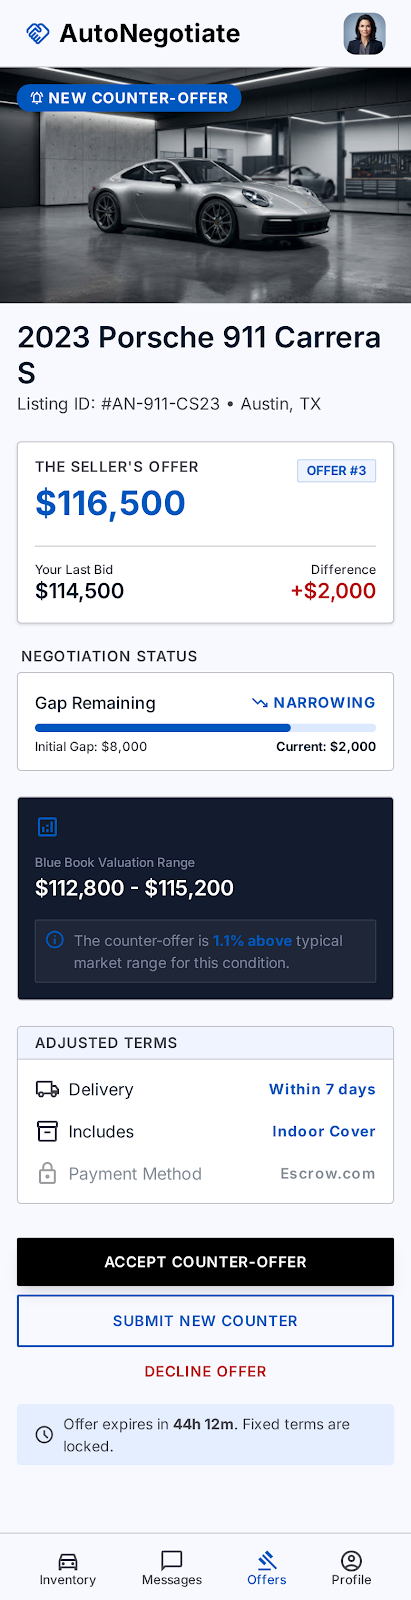 AutoNegotiate
NEW COUNTER-OFFER
2023 Porsche 911 Carrera
S
Listing ID: #AN-911-CS23 • Austin, TX
THE SELLER'S OFFER
OFFER #3
$116,500
Your Last Bid
Difference
$114,500
+$2,000
NEGOTIATION STATUS
Gap Remaining
NARROWING
Initial Gap: $8,000
Current: $2,000
Blue Book Valuation Range
$112,800 - $115,200
The counter-offer is 1.1% above typical
market range for this condition.
ADJUSTED TERMS
Delivery
Within 7 days
Includes
Indoor Cover
Payment Method
Escrow.com
ACCEPT COUNTER-OFFER
SUBMIT NEW COUNTER
DECLINE OFFER
Offer expires in 44h 12m. Fixed terms are
locked.
Inventory
Messages
Offers
Profile